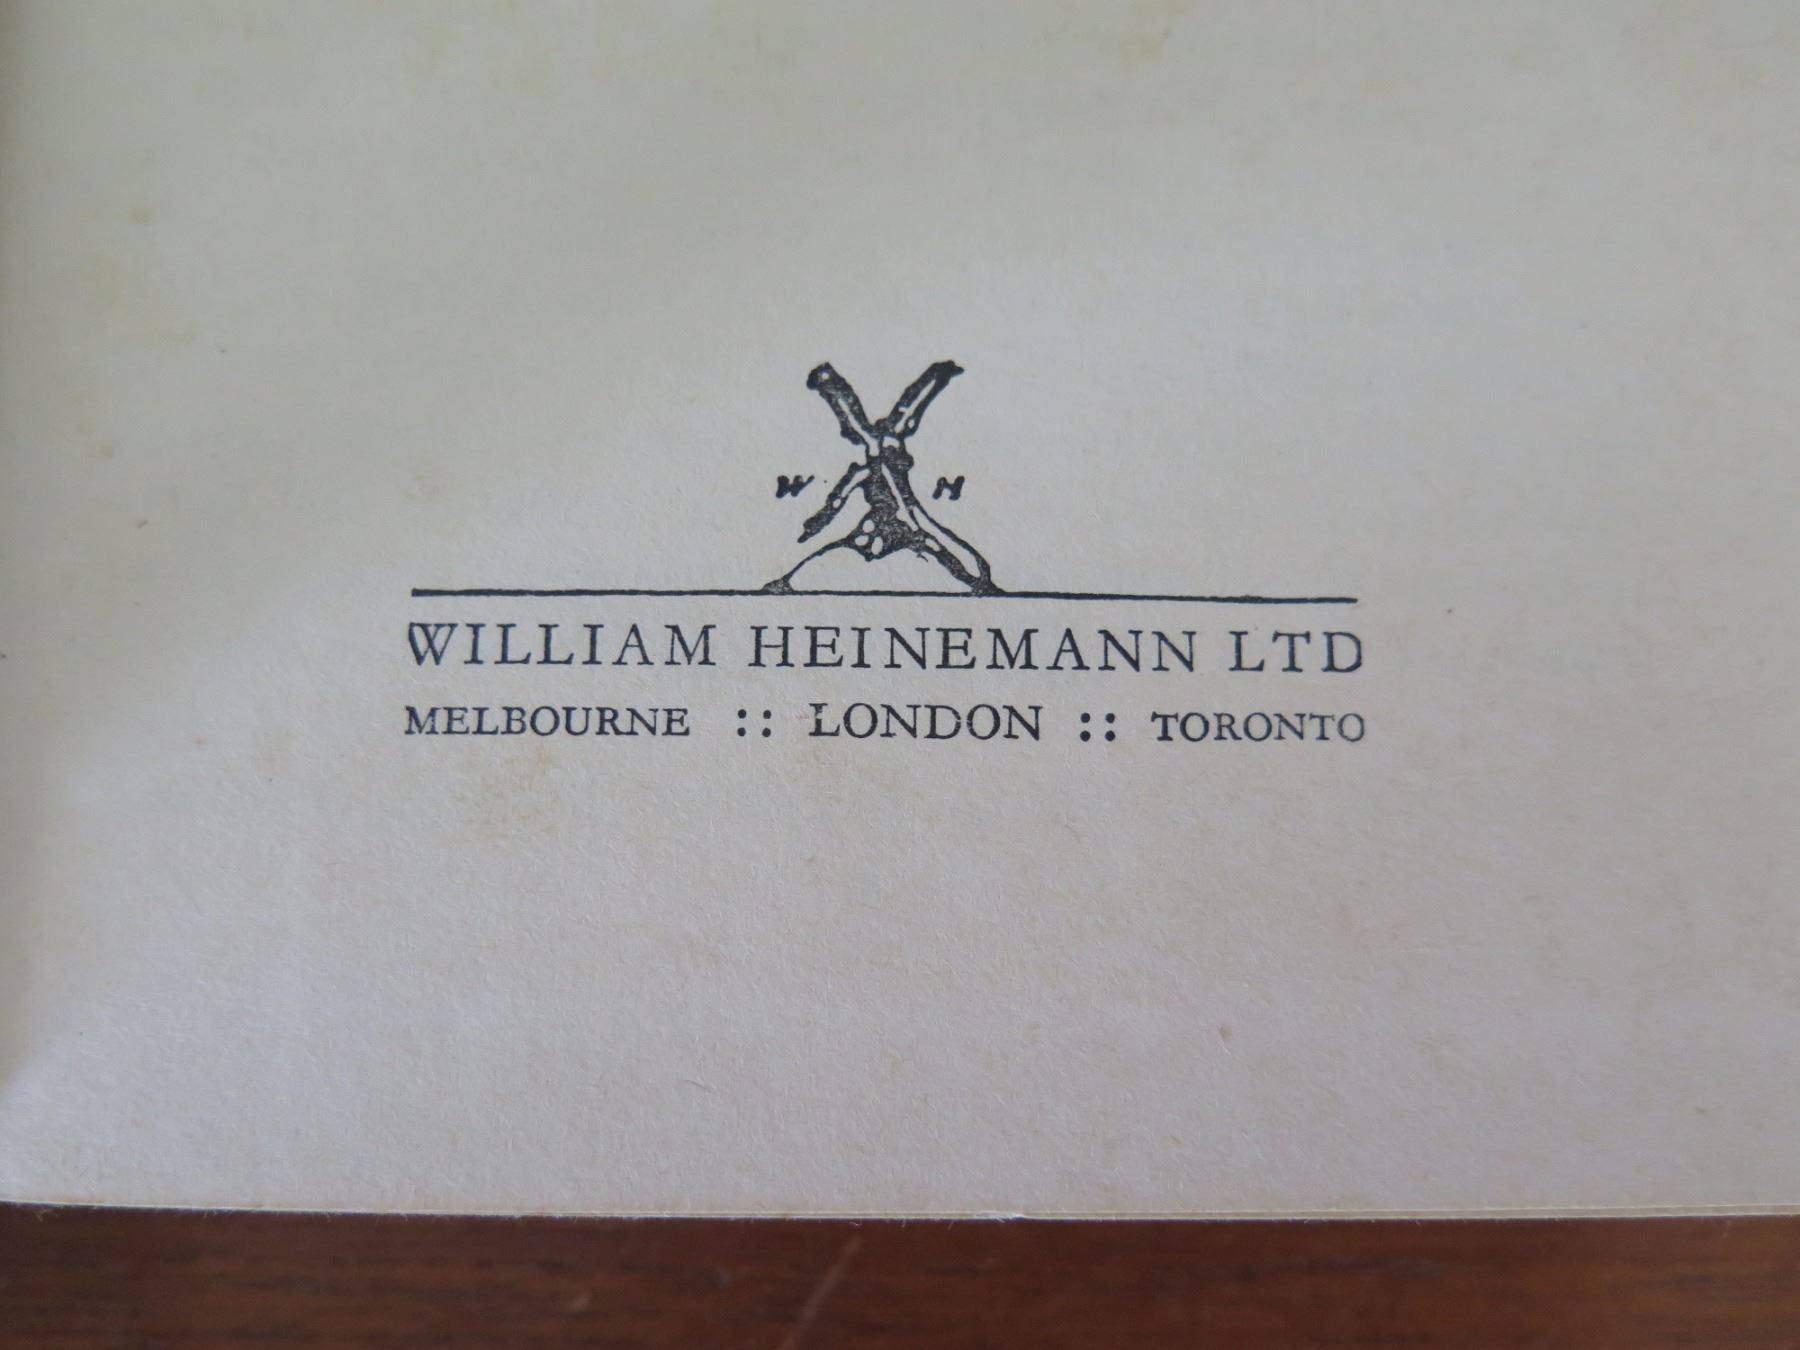 W H
WILLIAM HEINEMANN LTD
MELBOURNE :: LONDON :: TORONTO